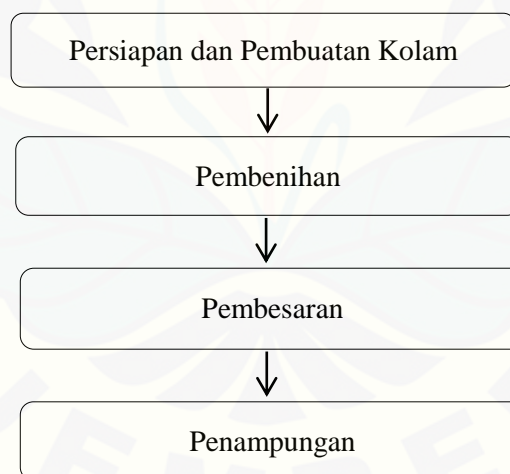 Persiapan dan Pembuatan Kolam
Pembenihan
Pembesaran
Penampungan